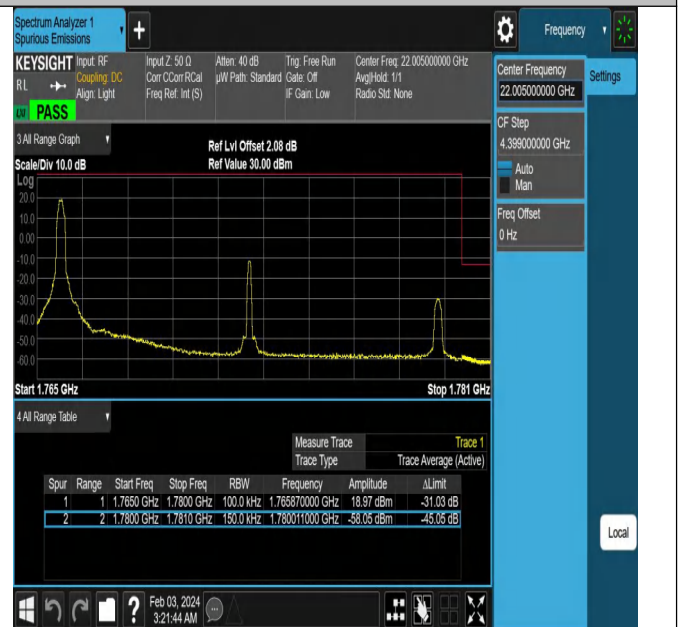 Spectrum Analyzer 1
Spurious Emissions
+
Frequency
KEYSIGHT Input: RF
RL Coupling: DC
Align: Light
Input Z: 50 Ω
Corr CCorr RCal
Freq Ref: Int (S)
Atten: 40 dB
µW Path: Standard
Trig: Free Run
Gate: Off
IF Gain: Low
Center Freq: 22.005000000 GHz
Avg|Hold: 1/1
Radio Std: None
LXI PASS
Center Frequency
22.005000000 GHz
Settings
CF Step
4.399000000 GHz
Auto
Man
Freq Offset
0 Hz
3 All Range Graph
Ref Lvl Offset 2.08 dB
Scale/Div 10.0 dB
Ref Value 30.00 dBm
Log
20.0
10.0
0.00
-10.0
-20.0
-30.0
-40.0
-50.0
-60.0
Start 1.765 GHz
Stop 1.781 GHz
4 All Range Table
Measure Trace Trace 1
Trace Type Trace Average (Active)
Spur Range Start Freq Stop Freq RBW Frequency Amplitude ΔLimit
1 1 1.7650 GHz 1.7800 GHz 100.0 kHz 1.765870000 GHz 18.97 dBm -31.03 dB
2 2 1.7800 GHz 1.7810 GHz 150.0 kHz 1.780011000 GHz -58.05 dBm -45.05 dB
Local
?
Feb 03, 2024
3:21:44 AM